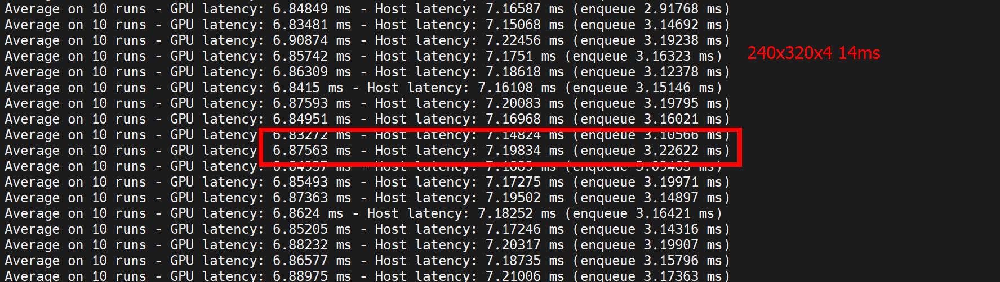 Average on 10 runs - GPU latency: 6.84849 ms - Host latency: 7.16587 ms (enqueue 2.91768 ms)
Average on 10 runs - GPU latency: 6.83481 ms - Host latency: 7.15068 ms (enqueue 3.14692 ms)
Average on 10 runs - GPU latency: 6.90874 ms - Host latency: 7.22456 ms (enqueue 3.19238 ms)
240x320x4 14ms
Average on 10 runs - GPU latency: 6.85742 ms - Host latency: 7.1751 ms (enqueue 3.16323 ms)
Average on 10 runs - GPU latency: 6.86309 ms - Host latency: 7.18618 ms (enqueue 3.12378 ms)
Average on 10 runs - GPU latency: 6.8415 ms - Host latency: 7.16108 ms (enqueue 3.15146 ms)
Average on 10 runs - GPU latency: 6.87593 ms - Host latency: 7.20083 ms (enqueue 3.19795 ms)
Average on 10 runs - GPU latency: 6.84951 ms - Host latency: 7.16968 ms (enqueue 3.16021 ms)
Average on 10 runs - GPU latency: 6.83272 ms - Host latency: 7.14824 ms (enqueue 3.10566 ms)
Average on 10 runs - GPU latency: 6.87563 ms - Host latency: 7.19834 ms (enqueue 3.22622 ms)
Average on 10 runs - GPU latency: 6.84937 ms - Host latency: 7.1689 ms (enqueue 3.09463 ms)
Average on 10 runs - GPU latency: 6.85493 ms - Host latency: 7.17275 ms (enqueue 3.19971 ms)
Average on 10 runs - GPU latency: 6.87363 ms - Host latency: 7.19502 ms (enqueue 3.14897 ms)
Average on 10 runs - GPU latency: 6.8624 ms - Host latency: 7.18252 ms (enqueue 3.16421 ms)
Average on 10 runs - GPU latency: 6.85205 ms - Host latency: 7.17246 ms (enqueue 3.14316 ms)
Average on 10 runs - GPU latency: 6.88232 ms - Host latency: 7.20317 ms (enqueue 3.19907 ms)
Average on 10 runs - GPU latency: 6.86577 ms - Host latency: 7.18735 ms (enqueue 3.15796 ms)
Average on 10 runs - GPU latency: 6.88975 ms - Host latency: 7.21006 ms (enqueue 3.17363 ms)